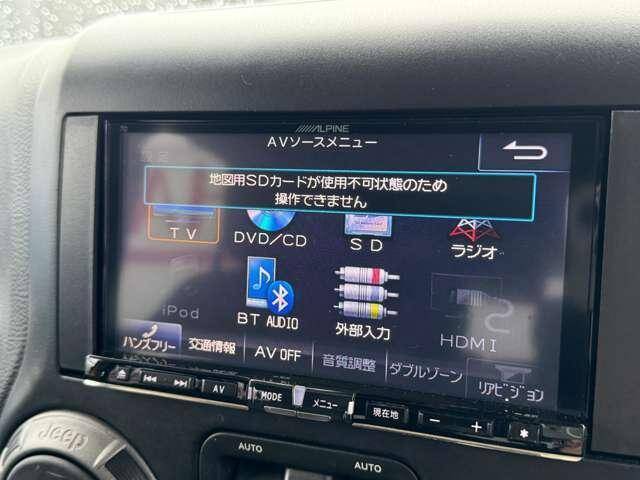 ALPINE
AVソースメニュー
地図用SDカードが使用不可状態のため
操作できません
TV
DVD/CD
SD
ラジオ
iPod
BT AUDIO
外部入力
HDMI
ハンズフリー
交通情報
AV OFF
音質調整
ダブルゾーン
リアビジョン
AV
MODE
メニュー
現在地
Jeep
AUTO
AUTO